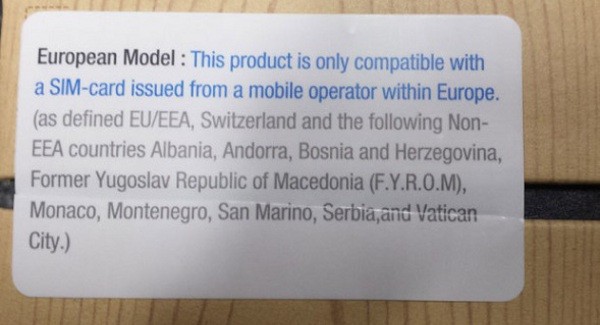 European Model : This product is only compatible with
a SIM-card issued from a mobile operator within Europe.
(as defined EU/EEA, Switzerland and the following Non-
EEA countries Albania, Andorra, Bosnia and Herzegovina,
Former Yugoslav Republic of Macedonia (F.Y.R.O.M),
Monaco, Montenegro, San Marino, Serbia,and Vatican
City.)